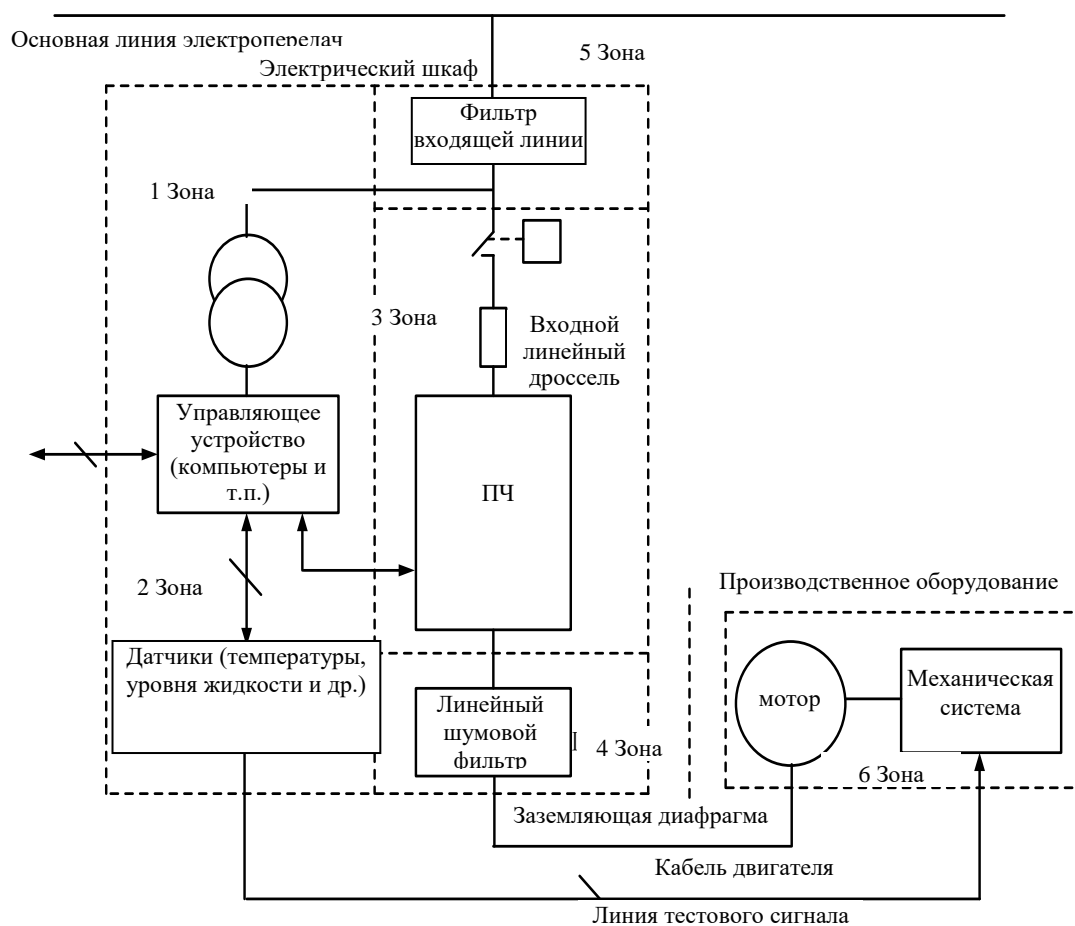 Основная линия электропередач
5 Зона
Электрический шкаф
Фильтр
входящей линии
1 Зона
3 Зона
Входной
линейный
дроссель
Управляющее
устройство
(компьютеры и
т.п.)
ПЧ
2 Зона
Производственное оборудование
Датчики (температуры,
уровня жидкости и др.)
Линейный
шумовой
фильтр
4 Зона
мотор
Механическая
система
6 Зона
Заземляющая диафрагма
Кабель двигателя
Линия тестового сигнала